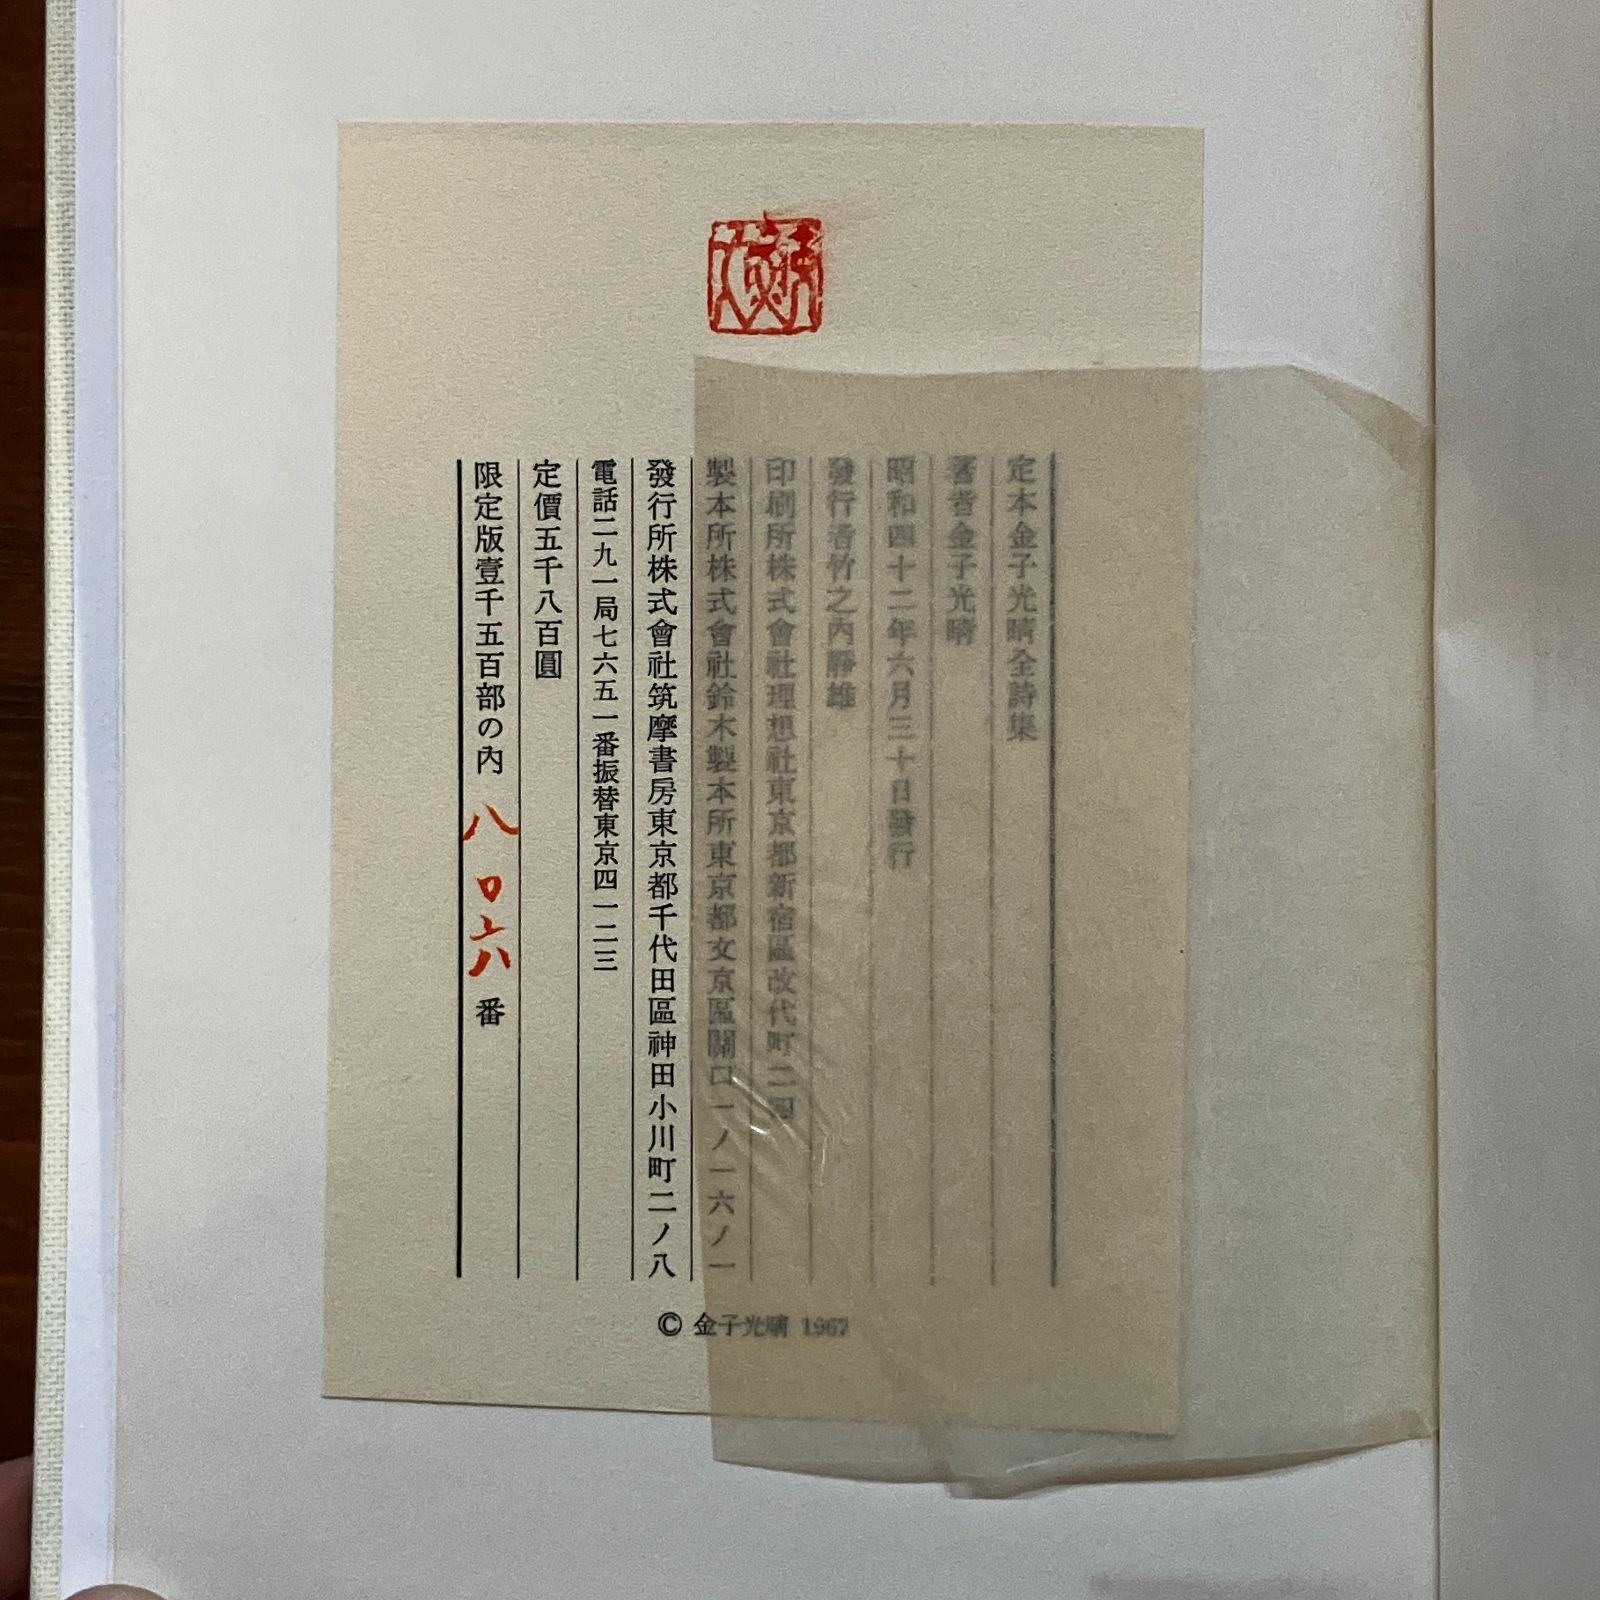 定本金子光晴全詩集
著者金子光晴
昭和四十二年六月三十日發行
發行者竹之內靜雄
印刷所株式會社理想社東京都新宿區改代町二四
製本所株式會社鈴木製本所東京都文京區關口一ノ一六ノ一
發行所株式會社筑摩書房東京都千代田區神田小川町二ノ八
電話二九一局七六五一番振替東京四一二三
定價五千八百圓
限定版壹千五百部の内 八〇六 番
© 金子光晴 1967